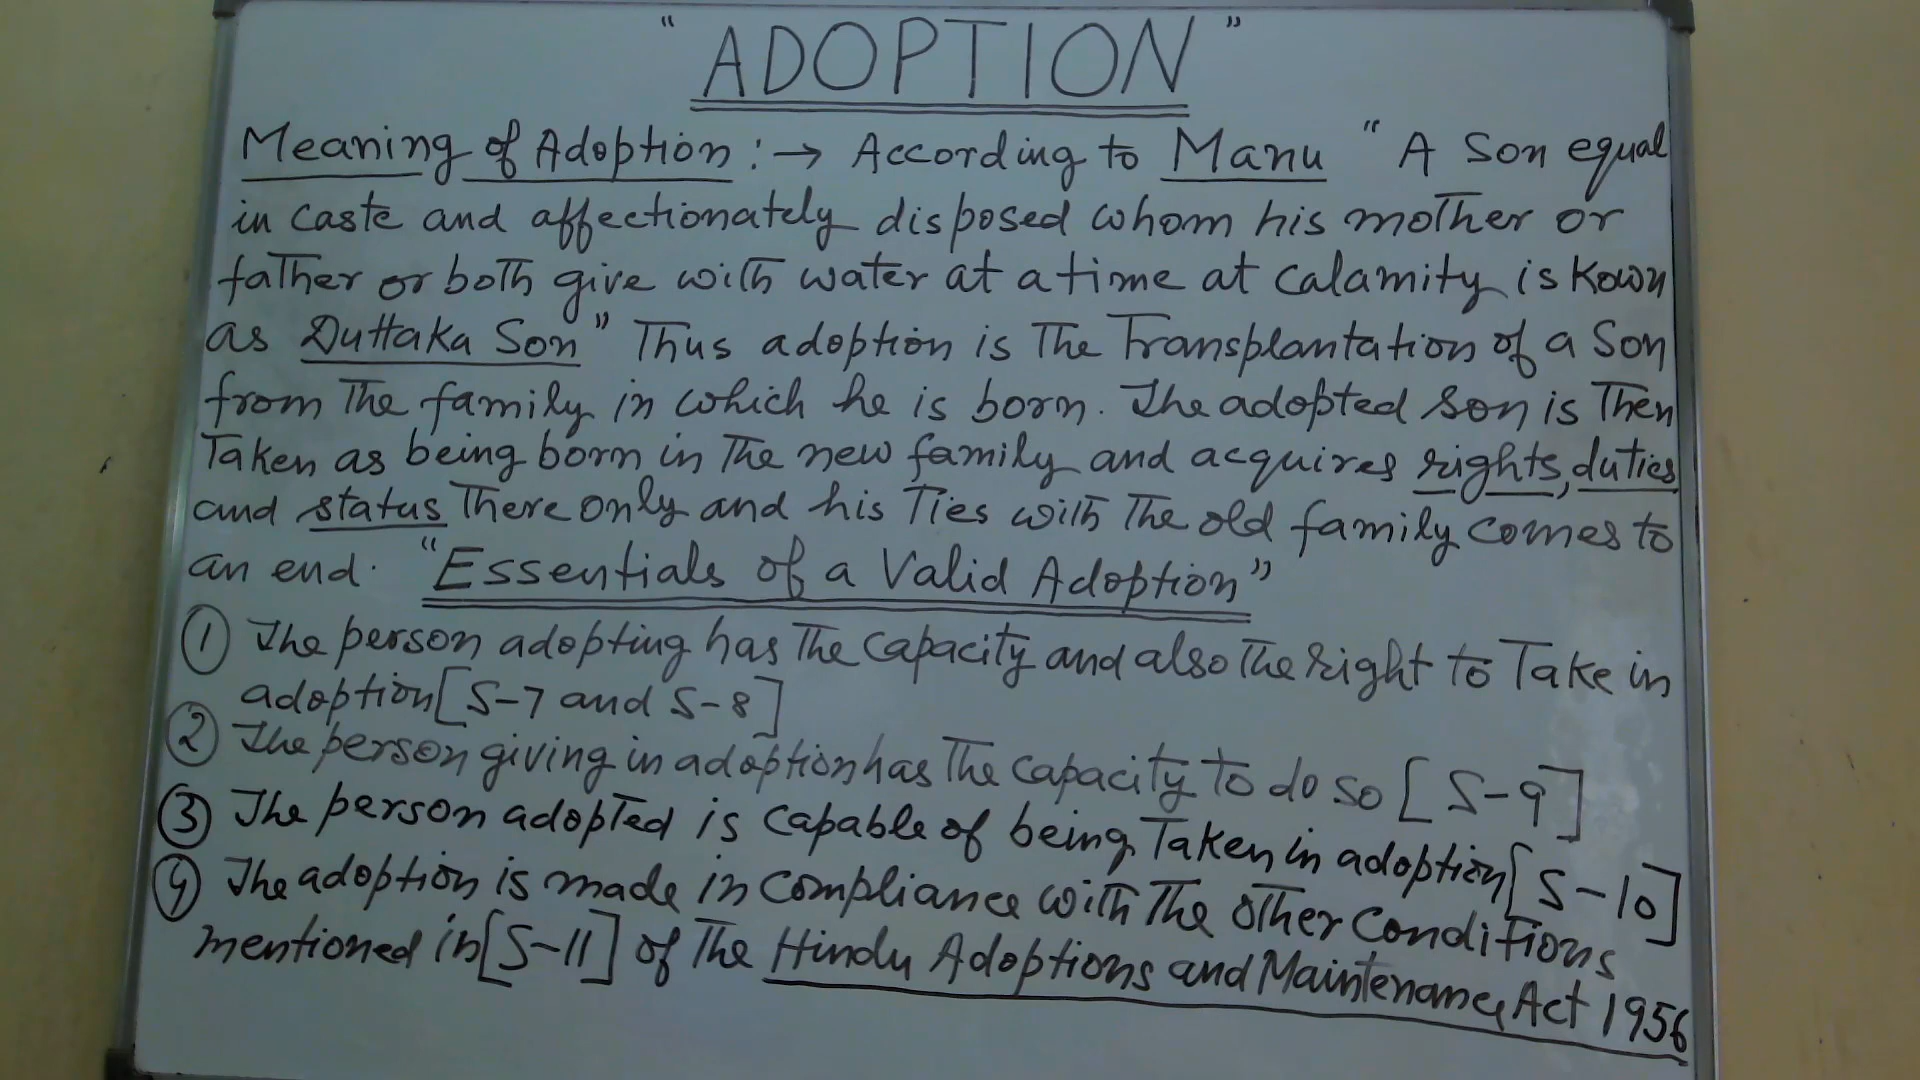 "ADOPTION"
Meaning of Adoption :→ According to Manu "A Son equal
in caste and affectionately disposed whom his mother or
father or both give with water at a time at calamity is Kown
as Duttaka Son" Thus adoption is The Transplantation of a Son
from The family in which he is born. The adopted son is Then
Taken as being born in The new family and acquires rights, duties
and status There only and his Ties with The old family comes to
an end. "Essentials of a Valid Adoption"
① The person adopting has The capacity and also The right to Take in
adoption [S-7 and S-8]
② The person giving in adoption has The capacity To do so [S-9]
③ The person adopted is capable of being Taken in adoption [S-10]
④ The adoption is made in compliance with The other conditions
mentioned in [S-11] of The Hindu Adoptions and Maintenance Act 1956